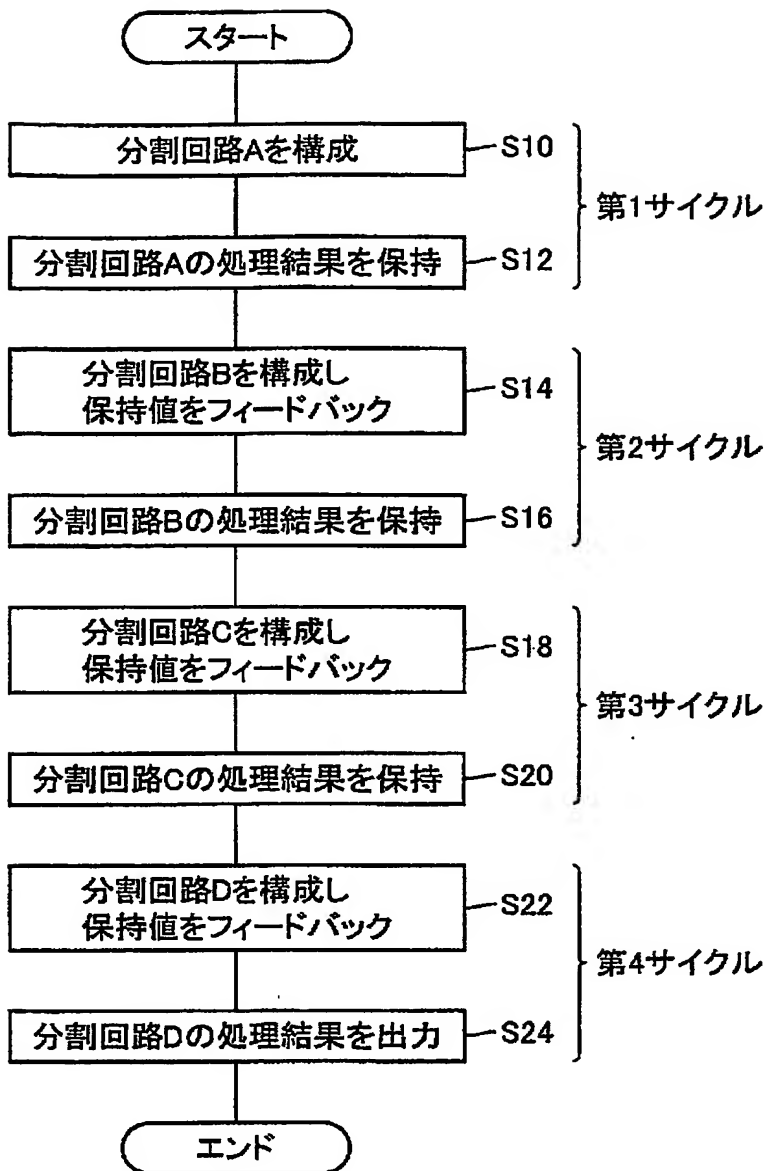 スタート
分割回路Aを構成
S10
第1サイクル
分割回路Aの処理結果を保持
S12
分割回路Bを構成し
保持値をフィードバック
S14
第2サイクル
分割回路Bの処理結果を保持
S16
分割回路Cを構成し
保持値をフィードバック
S18
第3サイクル
分割回路Cの処理結果を保持
S20
分割回路Dを構成し
保持値をフィードバック
S22
第4サイクル
分割回路Dの処理結果を出力
S24
エンド